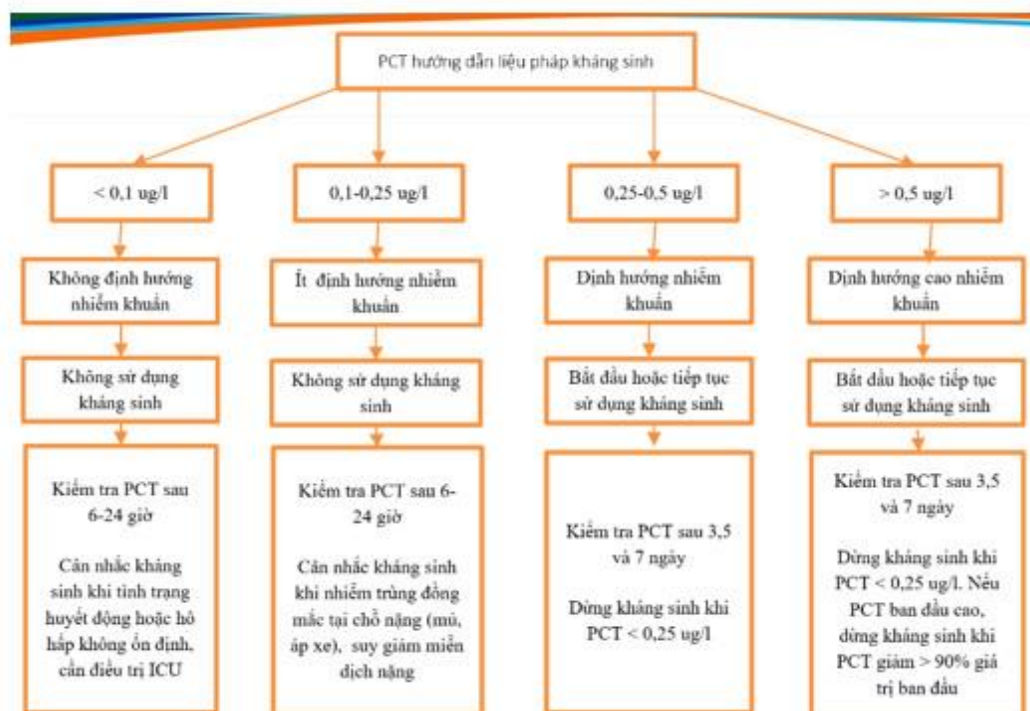 PCT hướng dẫn liệu pháp kháng sinh
< 0,1 ug/l
0,1-0,25 ug/l
0,25-0,5 ug/l
> 0,5 ug/l
Không định hướng
nhiễm khuẩn
Ít định hướng nhiễm
khuẩn
Định hướng nhiễm
khuẩn
Định hướng cao nhiễm
khuẩn
Không sử dụng
kháng sinh
Không sử dụng kháng
sinh
Bắt đầu hoặc tiếp tục
sử dụng kháng sinh
Bắt đầu hoặc tiếp tục
sử dụng kháng sinh
Kiểm tra PCT sau
6-24 giờ
Cân nhắc kháng
sinh khi tình trạng
huyết động hoặc hô
hấp không ổn định,
cần điều trị ICU
Kiểm tra PCT sau 6-
24 giờ
Cân nhắc kháng sinh
khi nhiễm trùng đồng
mắc tại chỗ nặng (mủ,
áp xe), suy giảm miễn
dịch nặng
Kiểm tra PCT sau 3,5
và 7 ngày
Dừng kháng sinh khi
PCT < 0,25 ug/l
Kiểm tra PCT sau 3,5
và 7 ngày
Dừng kháng sinh khi
PCT < 0,25 ug/l. Nếu
PCT ban đầu cao,
dừng kháng sinh khi
PCT giảm > 90% giá
trị ban đầu